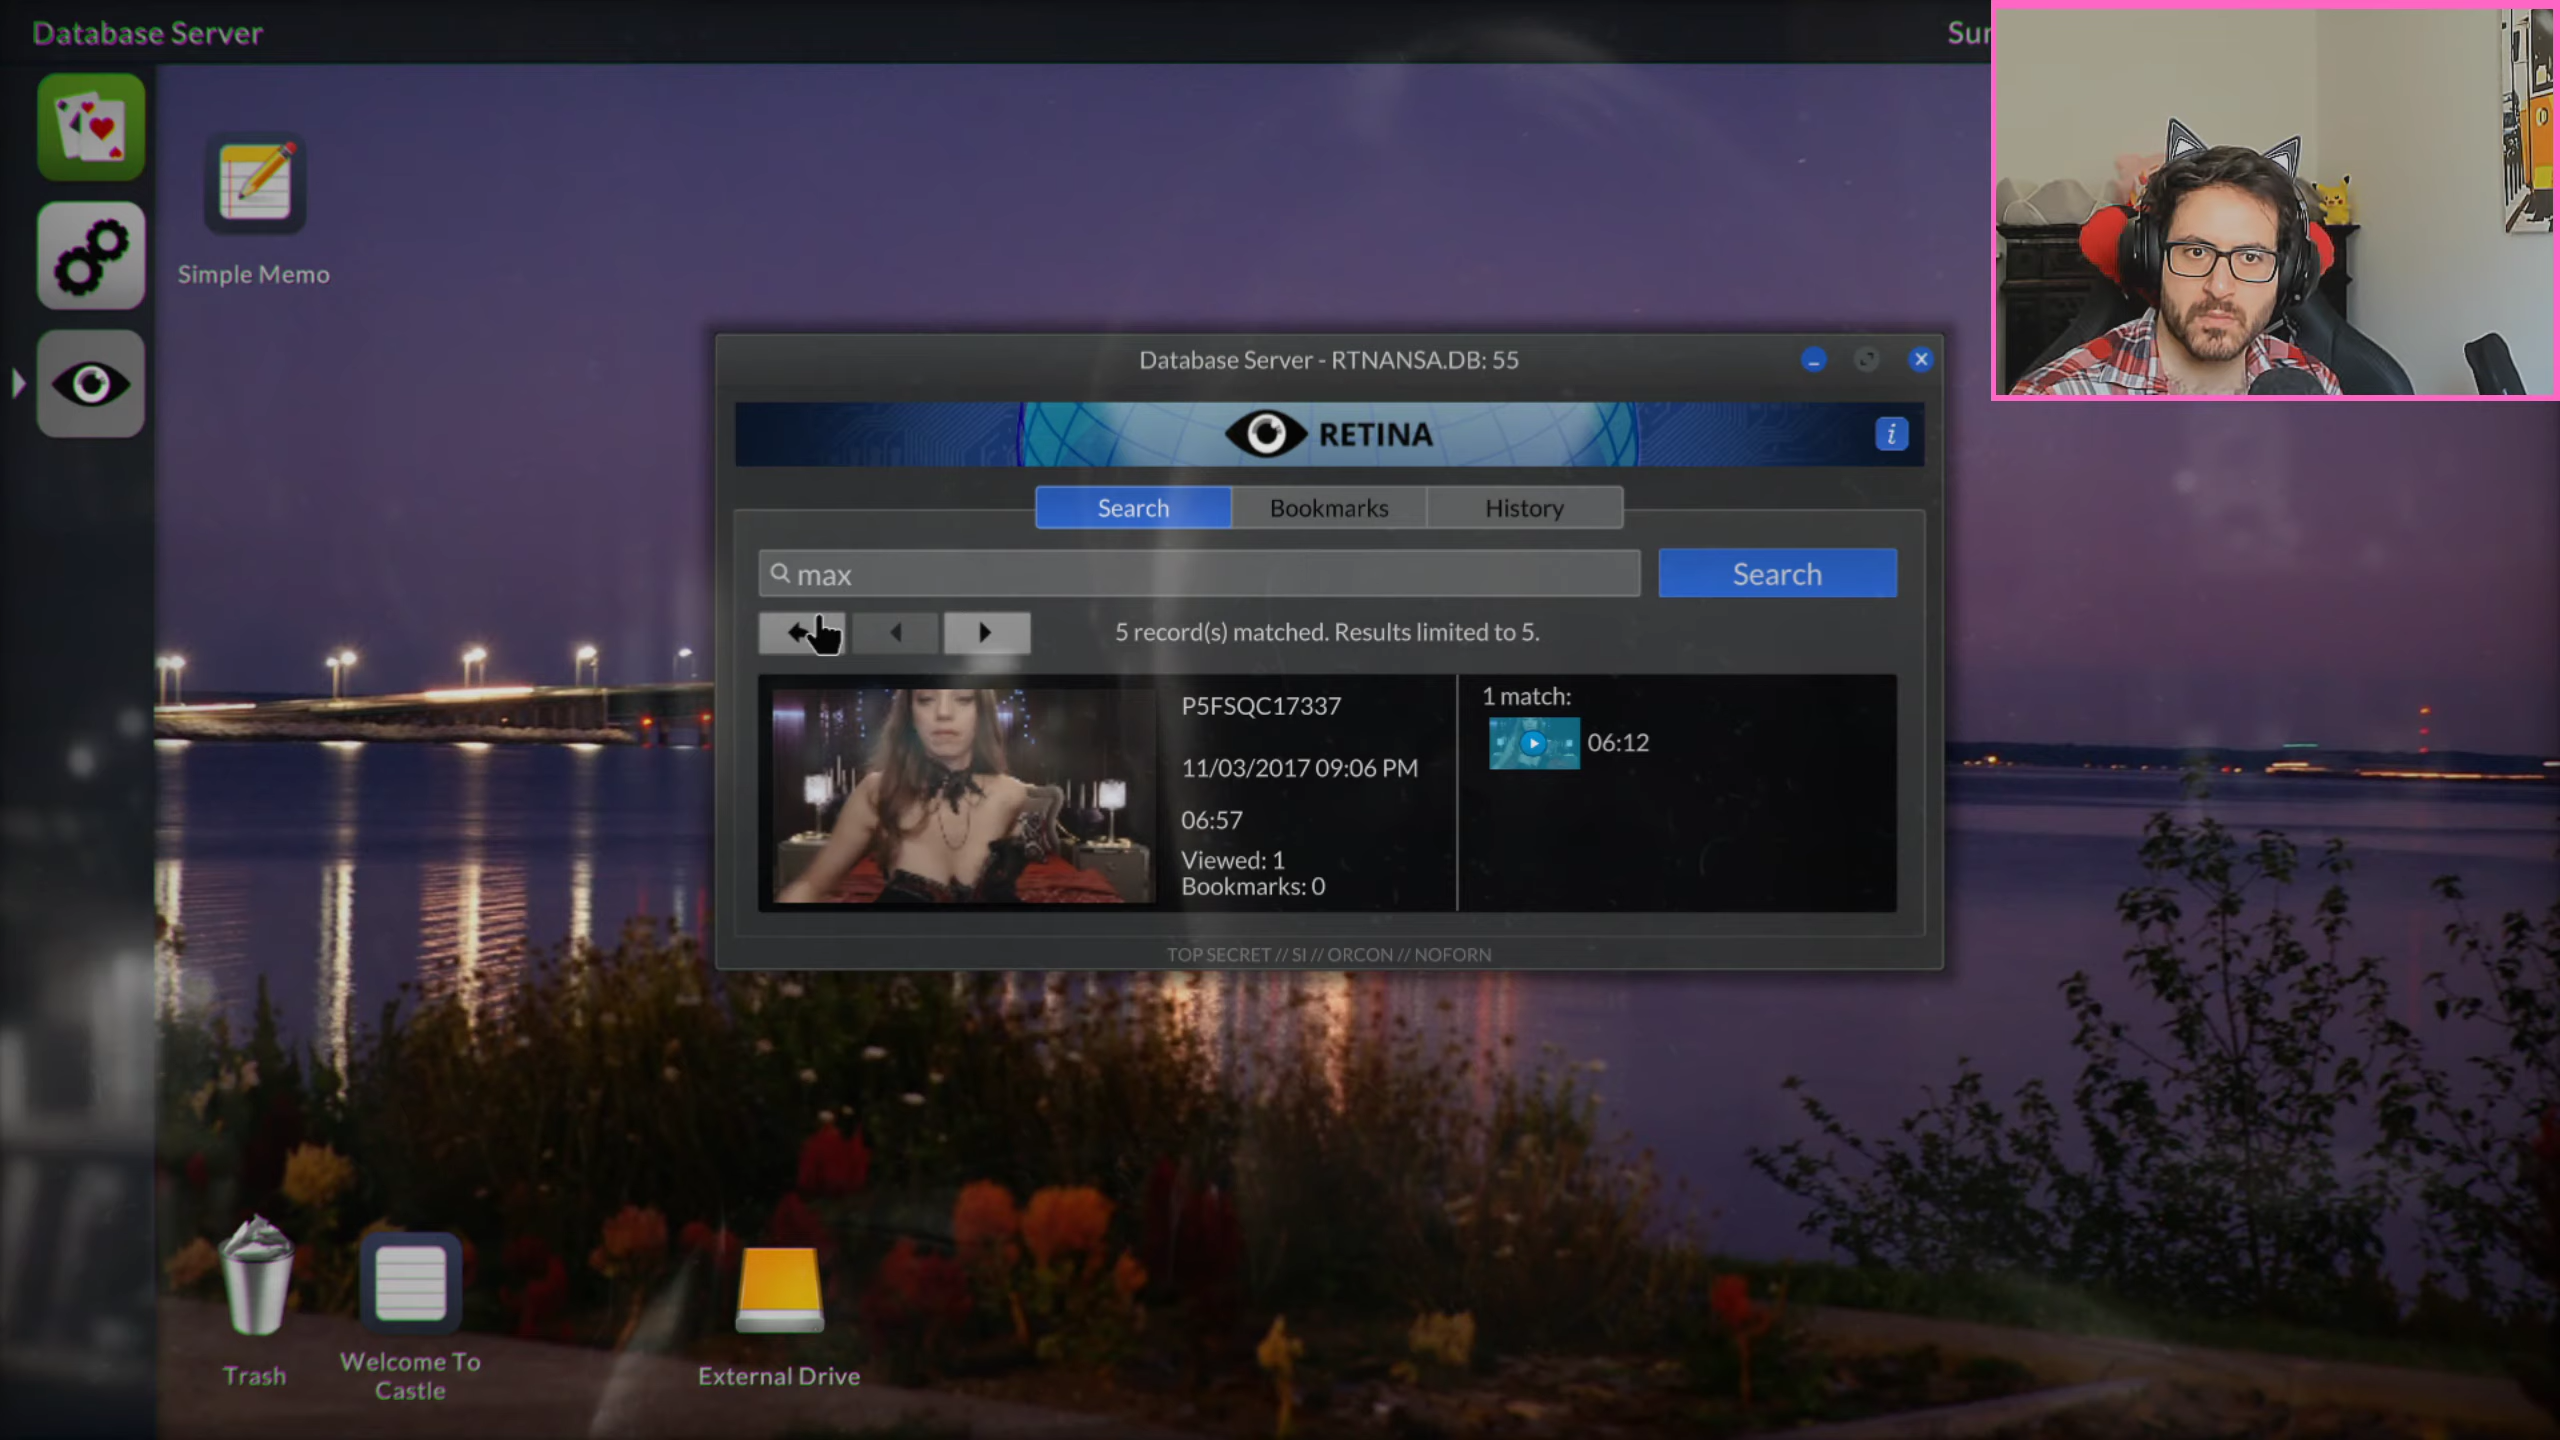 Database Server
Sun
Simple Memo
Database Server - RTNANSA.DB: 55
RETINA
i
Search
Bookmarks
History
max
Search
5 record(s) matched. Results limited to 5.
P5FSQC17337
11/03/2017 09:06 PM
06:57
Viewed: 1
Bookmarks: 0
1 match:
06:12
TOP SECRET // SI // ORCON // NOFORN
Trash
Welcome To
Castle
External Drive